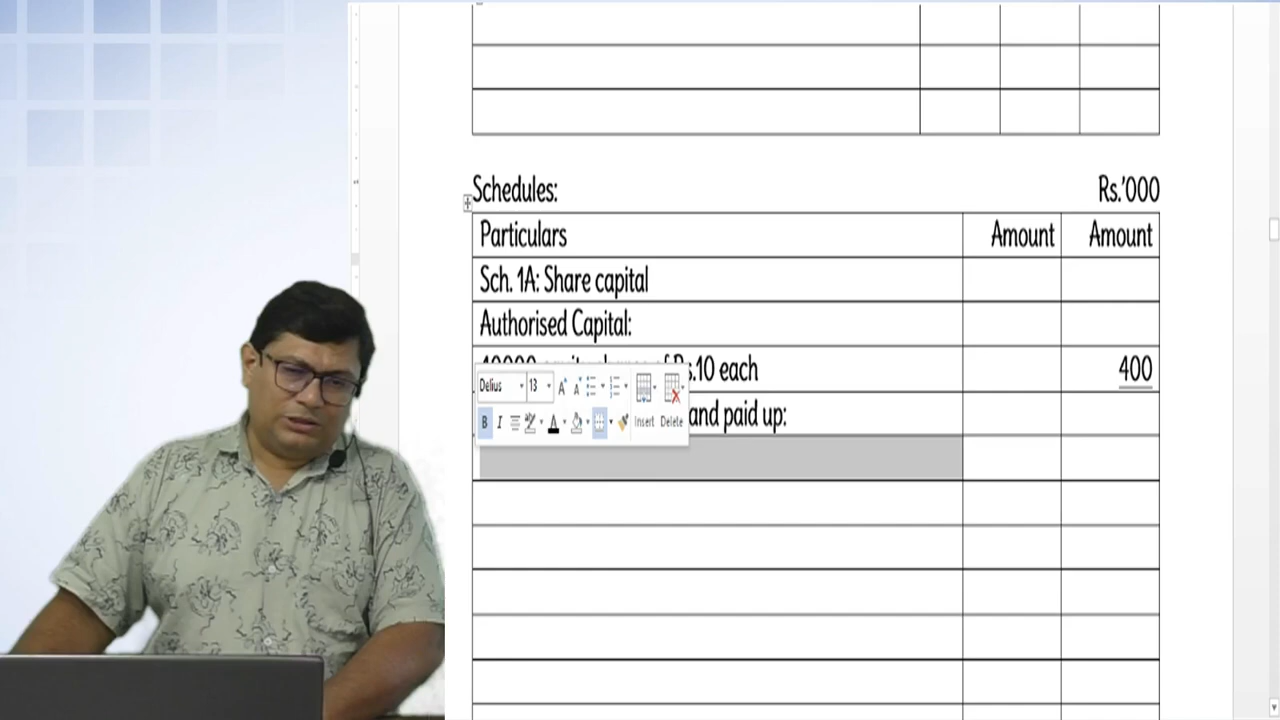 Schedules: Rs.'000
Particulars Amount Amount
Sch. 1A: Share capital
Authorised Capital:
.10 each 400
and paid up:
Delius 13
B I Insert Delete